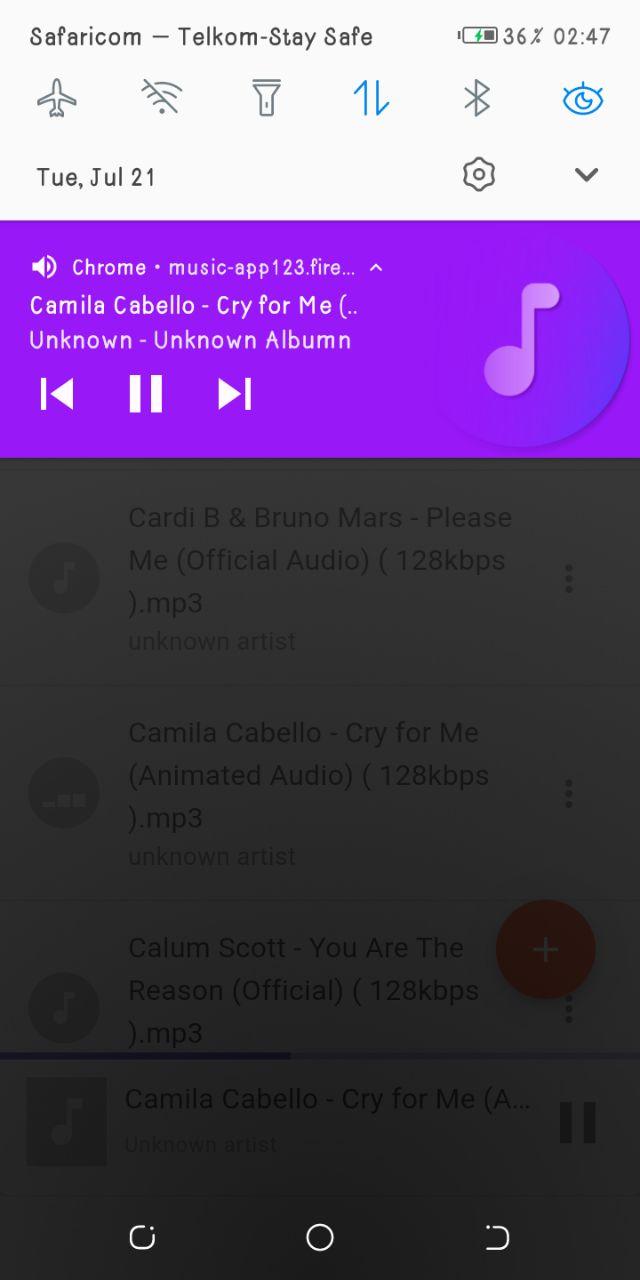 Safaricom — Telkom-Stay Safe
36% 02:47
Tue, Jul 21
Chrome • music-app123.fire...
Camila Cabello - Cry for Me (..
Unknown - Unknown Albumn
Cardi B & Bruno Mars - Please
Me (Official Audio) ( 128kbps
).mp3
unknown artist
Camila Cabello - Cry for Me
(Animated Audio) ( 128kbps
).mp3
unknown artist
Calum Scott - You Are The
Reason (Official) ( 128kbps
).mp3
Camila Cabello - Cry for Me (A...
Unknown artist